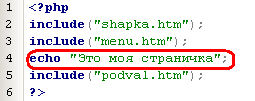 1 <?php
2 include("shapka.htm");
3 include("menu.htm");
4 echo "Это моя страничка";
5 include("podval.htm");
6 ?>